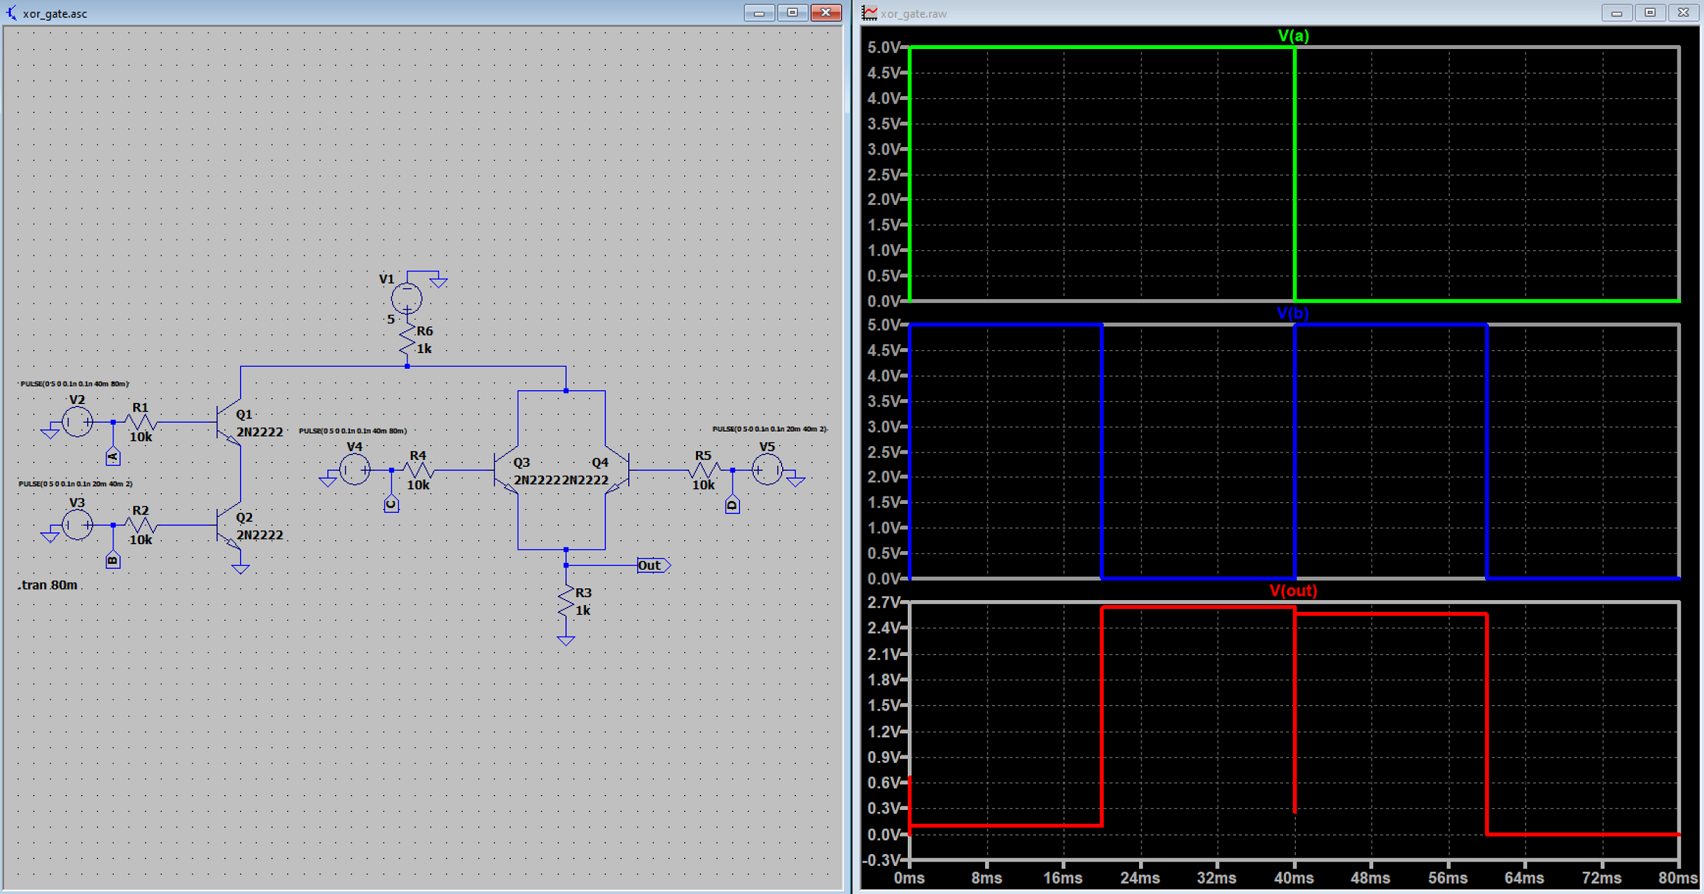 xor_gate.asc
V1
5
R6
1k
PULSE(0 5 0 0.1n 0.1n 40m 80m)
V2
R1
10k
A
Q1
2N2222
PULSE(0 5 0 0.1n 0.1n 20m 40m 2)
V3
R2
10k
B
Q2
2N2222
.tran 80m
PULSE(0 5 0 0.1n 0.1n 40m 80m)
V4
R4
10k
C
Q3
2N2222
Q4
2N2222
PULSE(0 5 0 0.1n 0.1n 20m 40m 2)
V5
R5
10k
D
Out
R3
1k
xor_gate.raw
V(a)
5.0V
4.5V
4.0V
3.5V
3.0V
2.5V
2.0V
1.5V
1.0V
0.5V
0.0V
V(b)
5.0V
4.5V
4.0V
3.5V
3.0V
2.5V
2.0V
1.5V
1.0V
0.5V
0.0V
V(out)
2.7V
2.4V
2.1V
1.8V
1.5V
1.2V
0.9V
0.6V
0.3V
0.0V
-0.3V
0ms 8ms 16ms 24ms 32ms 40ms 48ms 56ms 64ms 72ms 80ms